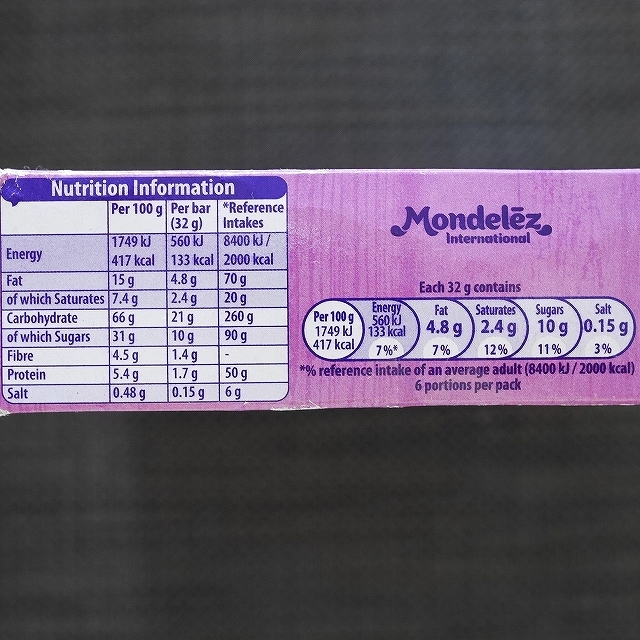 Nutrition Information
Per 100 g Per bar (32 g) *Reference Intakes
Energy 1749 kJ 417 kcal 560 kJ 133 kcal 8400 kJ / 2000 kcal
Fat 15 g 4.8 g 70 g
of which Saturates 7.4 g 2.4 g 20 g
Carbohydrate 66 g 21 g 260 g
of which Sugars 31 g 10 g 90 g
Fibre 4.5 g 1.4 g -
Protein 5.4 g 1.7 g 50 g
Salt 0.48 g 0.15 g 6 g
Mondelēz
International
Each 32 g contains
Per 100 g 1749 kJ 417 kcal
Energy 560 kJ 133 kcal 7%*
Fat 4.8 g 7%
Saturates 2.4 g 12%
Sugars 10 g 11%
Salt 0.15 g 3%
*% reference intake of an average adult (8400 kJ / 2000 kcal)
6 portions per pack